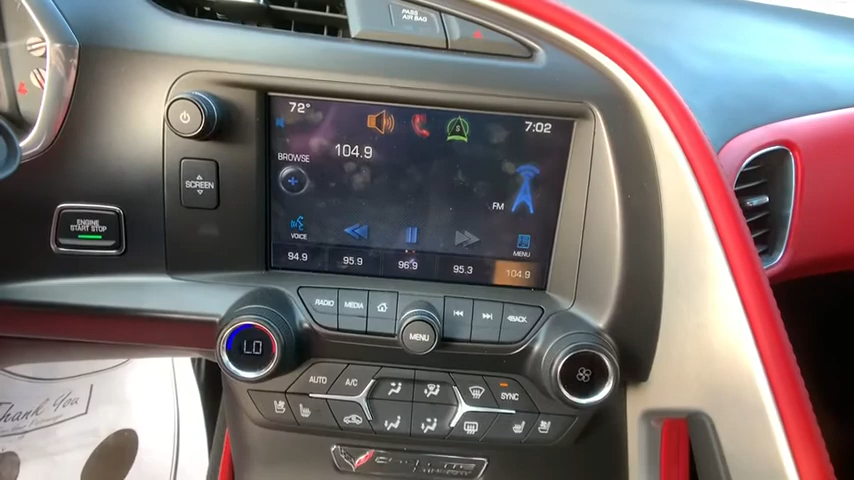 PASS
AIR BAG
72°
7:02
104.9
BROWSE
SCREEN
FM
ENGINE
START STOP
VOICE
MENU
94.9 95.9 96.9 95.3 104.9
RADIO MEDIA BACK
MENU
LO
AUTO A/C SYNC
Thank You